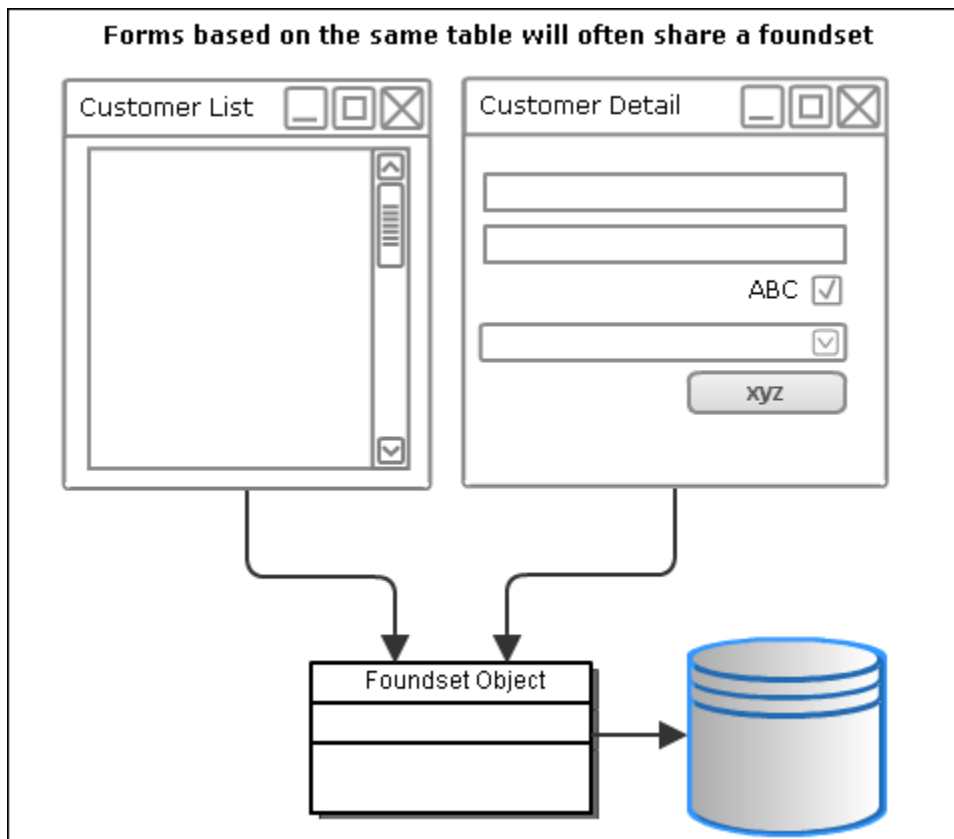 Forms based on the same table will often share a foundset
Customer List
Customer Detail
ABC
xyz
Foundset Object